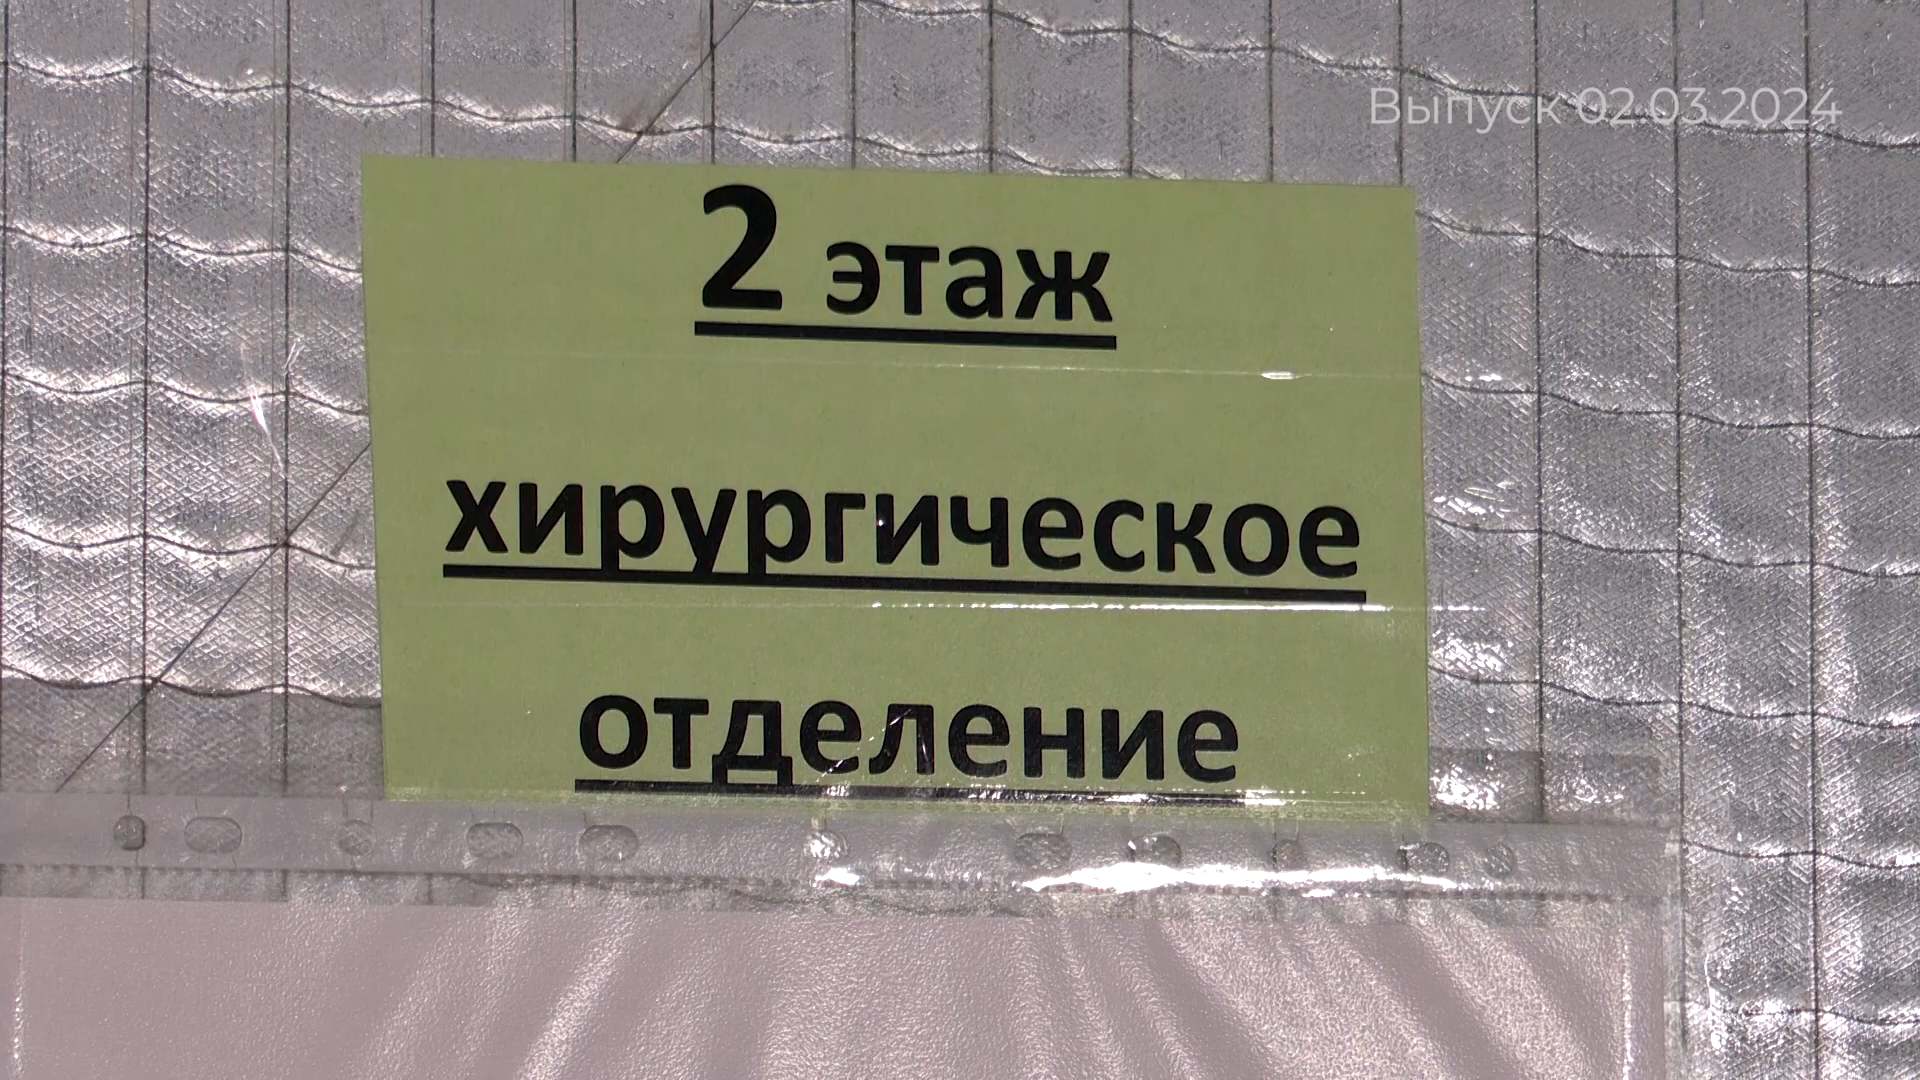 Выпуск 02.03.2024
2 этаж
хирургическое
отделение